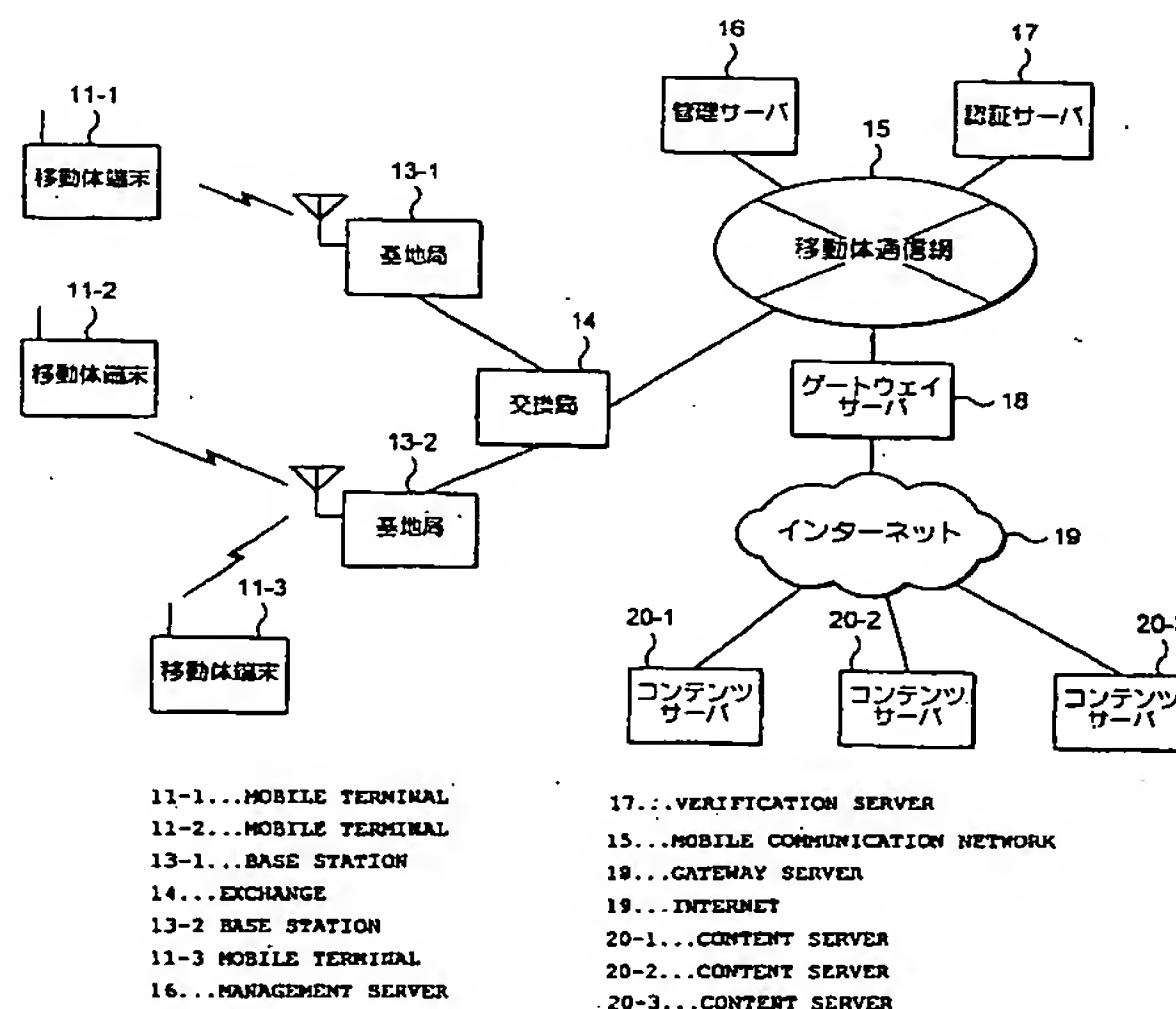 16
17
11-1
管理サーバ
認証サーバ
15
移動体端末
13-1
基地局
移動体通信網
11-2
14
移動体端末
交換局
ゲートウェイ
サーバ
18
13-2
基地局
インターネット
19
11-3
移動体端末
20-1
20-2
コンテンツ
サーバ
コンテンツ
サーバ
コンテンツ
サーバ
11-1...MOBILE TERMINAL
11-2...MOBILE TERMINAL
13-1...BASE STATION
14...EXCHANGE
13-2 BASE STATION
11-3 MOBILE TERMINAL
16...MANAGEMENT SERVER
17...VERIFICATION SERVER
15...MOBILE COMMUNICATION NETWORK
18...GATEWAY SERVER
19...INTERNET
20-1...CONTENT SERVER
20-2...CONTENT SERVER
20-3...CONTENT SERVER